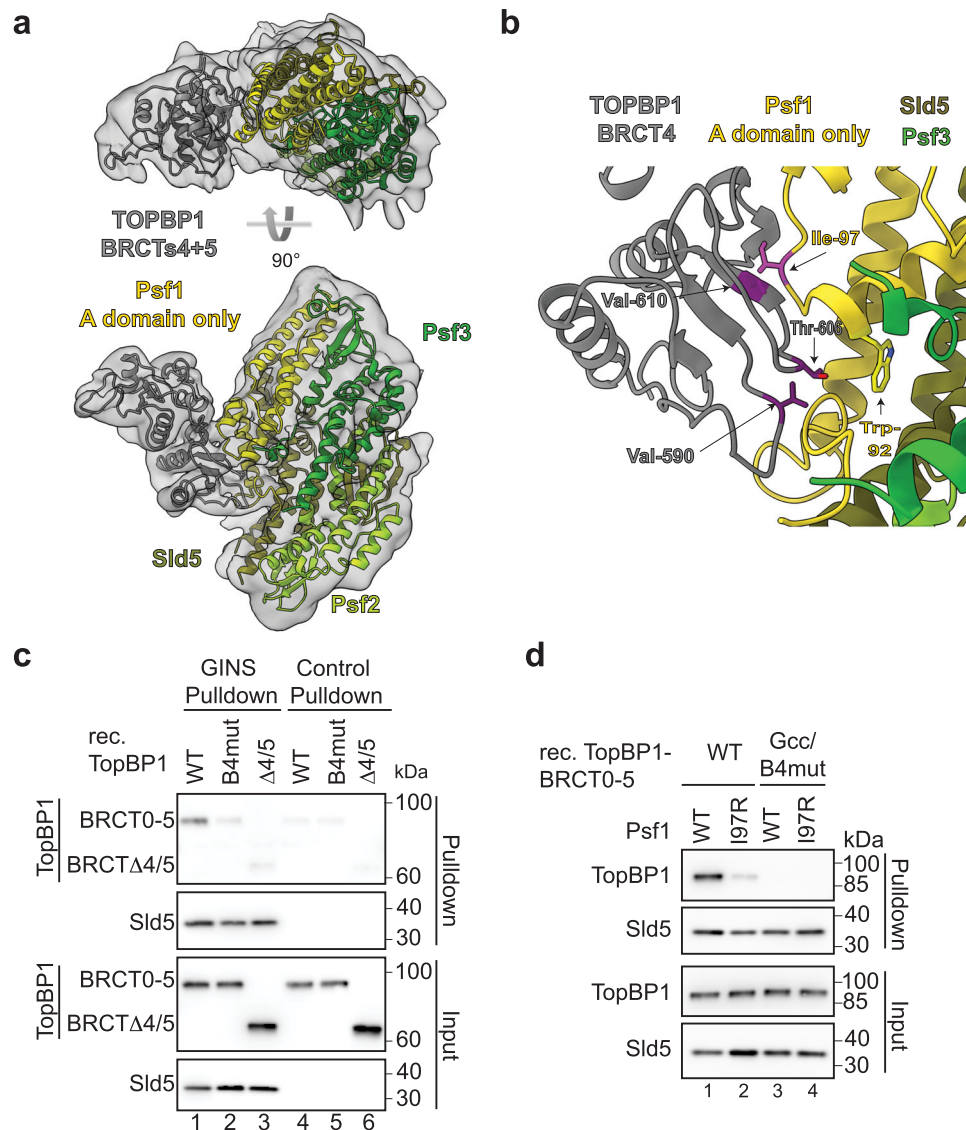 a
TOPBP1
BRCTs4+5
90°
Psf1
A domain only
Psf3
Sld5
Psf2
b
TOPBP1
BRCT4
Psf1
A domain only
Sld5
Psf3
Ile-97
Val-610
Thr-606
Val-590
Trp-
92
c
GINS
Pulldown
Control
Pulldown
rec.
TopBP1
WT
B4mut
Δ4/5
WT
B4mut
Δ4/5
kDa
TopBP1
BRCT0-5
BRCTΔ4/5
100
60
Sld5
40
30
Pulldown
TopBP1
BRCT0-5
BRCTΔ4/5
100
60
Sld5
40
30
Input
1 2 3 4 5 6
d
rec. TopBP1-
BRCT0-5
WT
Gcc/
B4mut
Psf1
WT
I97R
WT
I97R
kDa
TopBP1
100
85
Sld5
40
30
Pulldown
TopBP1
100
85
Sld5
40
30
Input
1 2 3 4